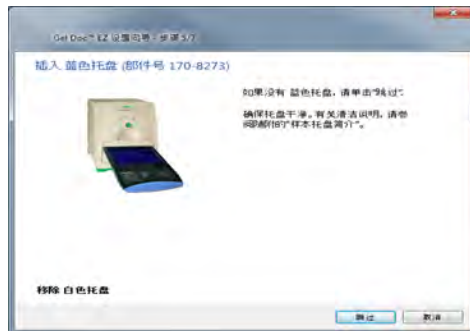 Gel Doc™ EZ 设置向导 - 步骤 5/7
插入 蓝色托盘 (部件号 170-8273)
如果没有 蓝色托盘，请单击“跳过”。
确保托盘干净。有关清洁说明，请参
阅随附的“样本托盘简介”。
移除 白色托盘
跳过
取消